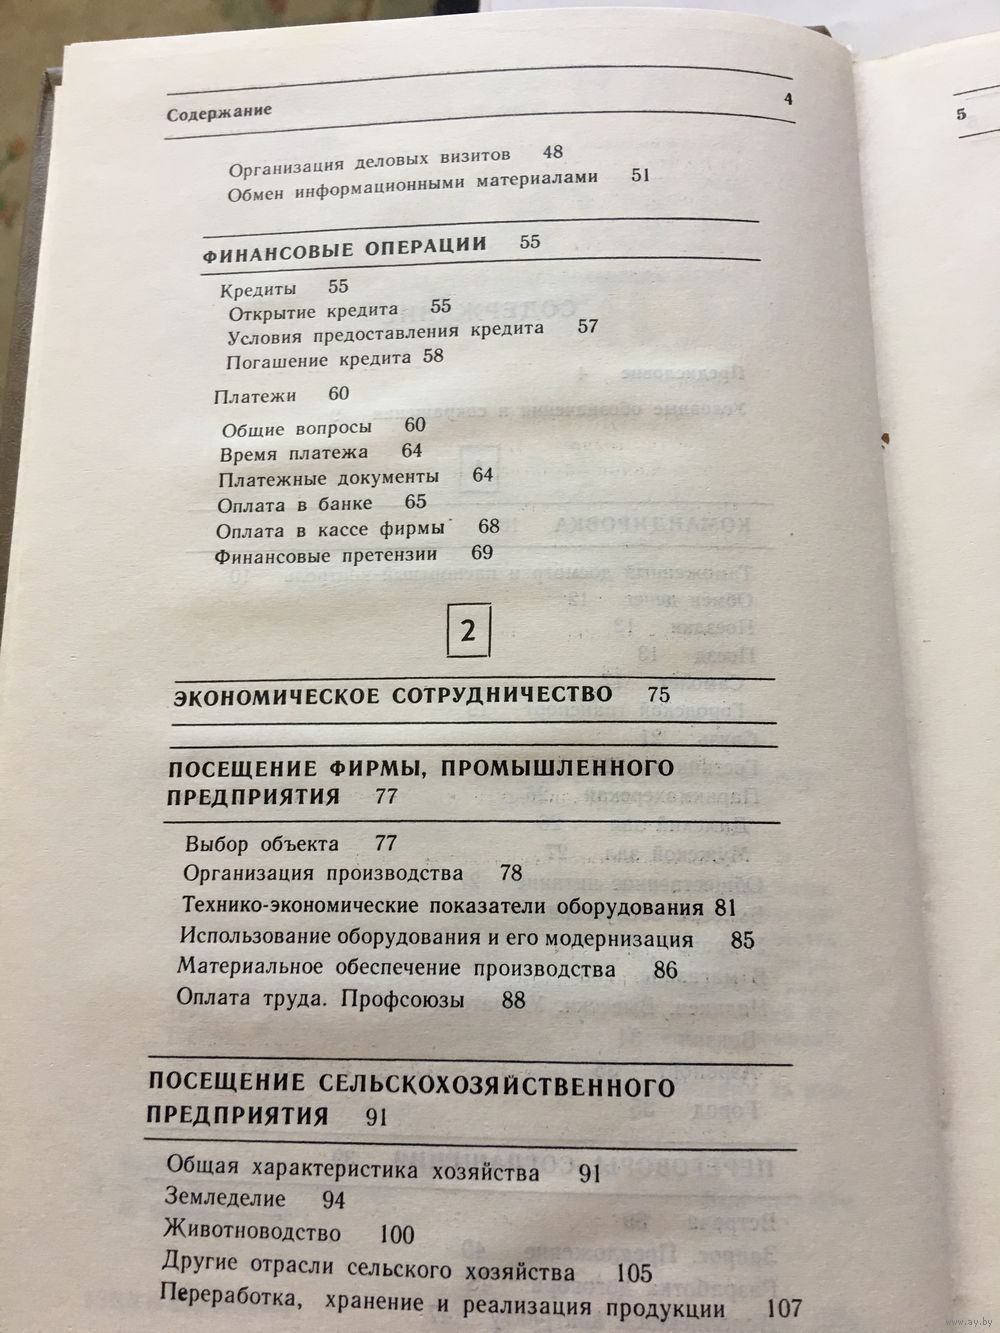 Содержание 4
5
Организация деловых визитов 48
Обмен информационными материалами 51
ФИНАНСОВЫЕ ОПЕРАЦИИ 55
Кредиты 55
Открытие кредита 55
Условия предоставления кредита 57
Погашение кредита 58
Платежи 60
Общие вопросы 60
Время платежа 64
Платежные документы 64
Оплата в банке 65
Оплата в кассе фирмы 68
Финансовые претензии 69
2
ЭКОНОМИЧЕСКОЕ СОТРУДНИЧЕСТВО 75
ПОСЕЩЕНИЕ ФИРМЫ, ПРОМЫШЛЕННОГО
ПРЕДПРИЯТИЯ 77
Выбор объекта 77
Организация производства 78
Технико-экономические показатели оборудования 81
Использование оборудования и его модернизация 85
Материальное обеспечение производства 86
Оплата труда. Профсоюзы 88
ПОСЕЩЕНИЕ СЕЛЬСКОХОЗЯЙСТВЕННОГО
ПРЕДПРИЯТИЯ 91
Общая характеристика хозяйства 91
Земледелие 94
Животноводство 100
Другие отрасли сельского хозяйства 105
Переработка, хранение и реализация продукции 107
www.ay.by